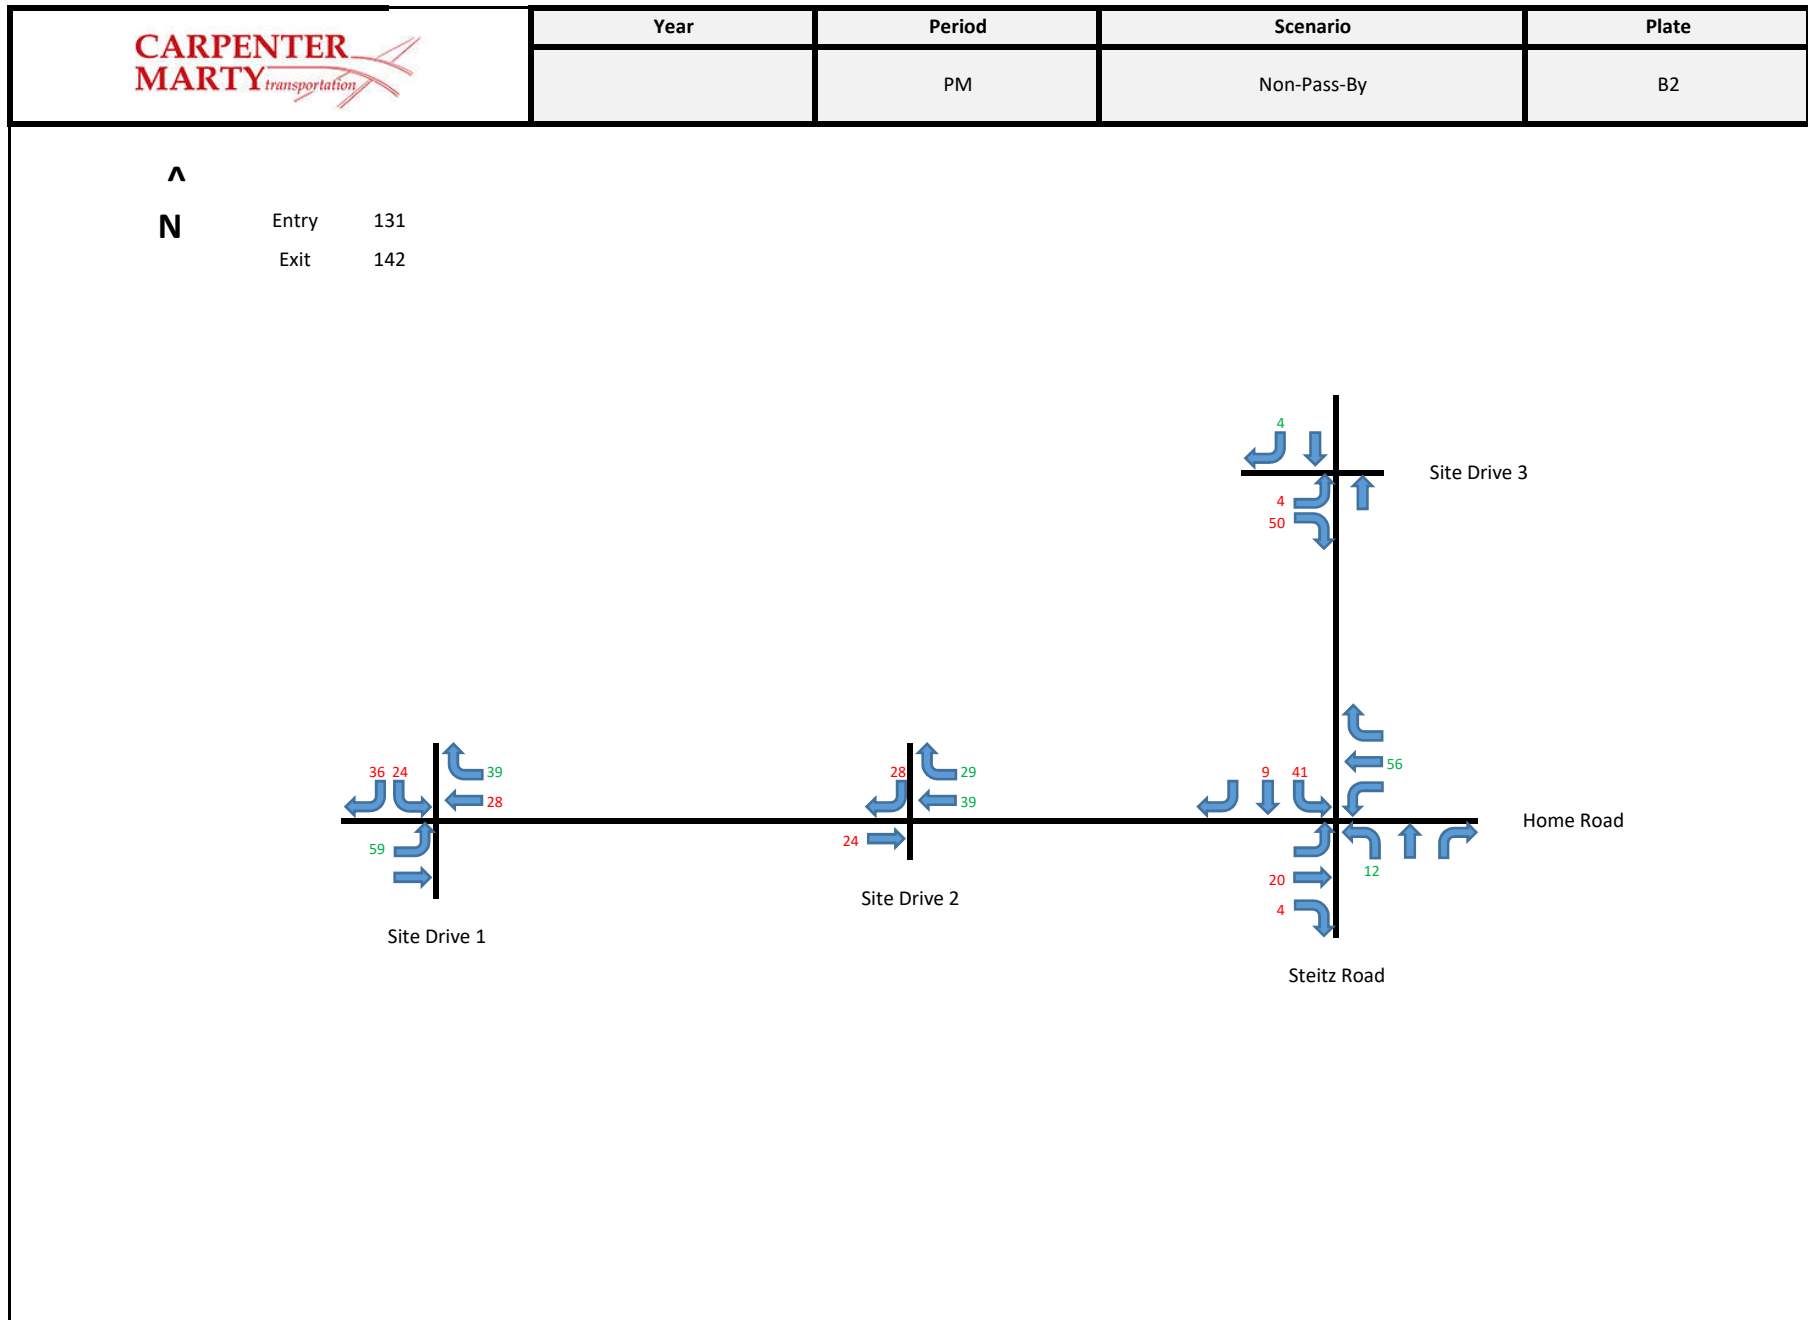 CARPENTER
MARTY transportation
Year Period Scenario Plate
PM Non-Pass-By B2
^
N
Entry 131
Exit 142
4
Site Drive 3
4
50
36 24 39
28
59
Site Drive 1
28 29
39
24
Site Drive 2
9 41 56
Home Road
12
20
4
Steitz Road